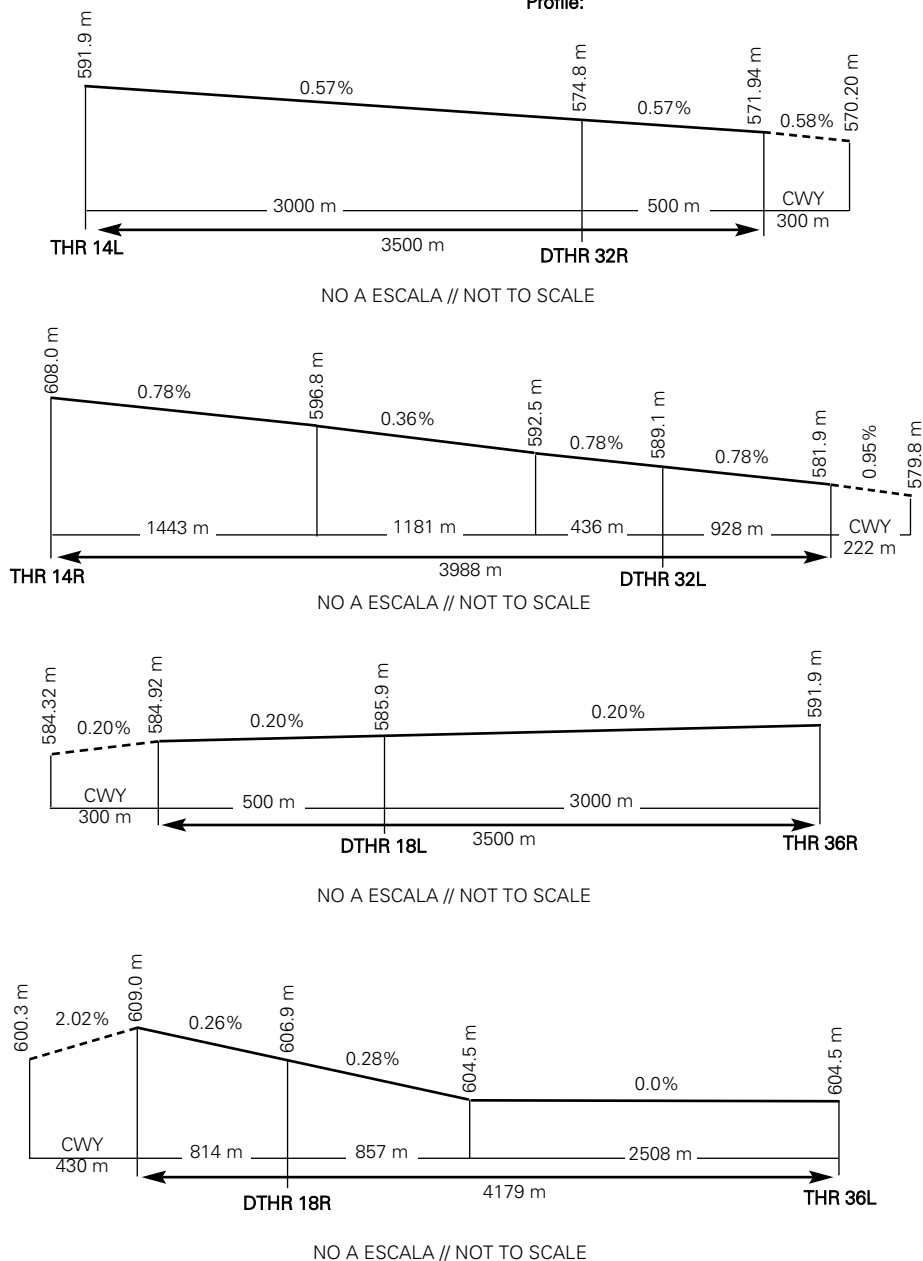 Profile:
591.9 m
0.57%
574.8 m
0.57%
571.94 m
0.58%
570.20 m
3000 m
500 m
CWY
300 m
THR 14L
3500 m
DTHR 32R
NO A ESCALA // NOT TO SCALE
608.0 m
0.78%
596.8 m
0.36%
592.5 m
0.78%
589.1 m
0.78%
581.9 m
0.95%
579.8 m
1443 m
1181 m
436 m
928 m
CWY
222 m
THR 14R
3988 m
DTHR 32L
NO A ESCALA // NOT TO SCALE
584.32 m
0.20%
584.92 m
0.20%
585.9 m
0.20%
591.9 m
CWY
300 m
500 m
3000 m
DTHR 18L
3500 m
THR 36R
NO A ESCALA // NOT TO SCALE
600.3 m
2.02%
609.0 m
0.26%
606.9 m
0.28%
604.5 m
0.0%
604.5 m
CWY
430 m
814 m
857 m
2508 m
DTHR 18R
4179 m
THR 36L
NO A ESCALA // NOT TO SCALE